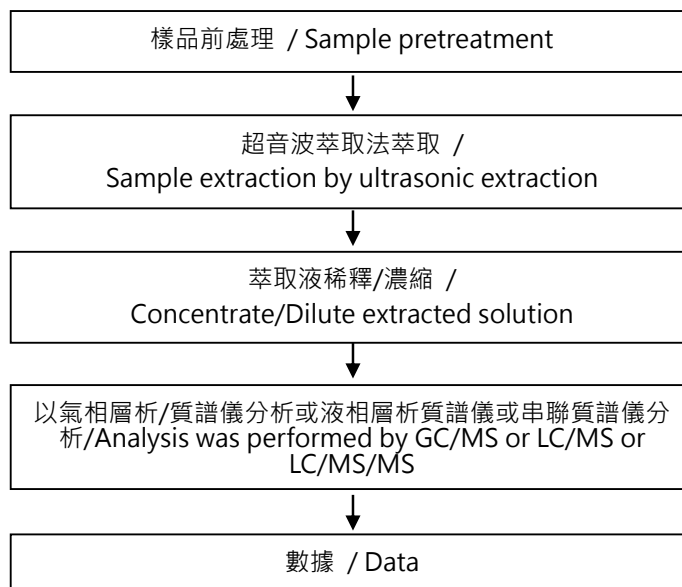 樣品前處理 / Sample pretreatment
超音波萃取法萃取 /
Sample extraction by ultrasonic extraction
萃取液稀釋/濃縮 /
Concentrate/Dilute extracted solution
以氣相層析/質譜儀分析或液相層析質譜儀或串聯質譜儀分
析/Analysis was performed by GC/MS or LC/MS or
LC/MS/MS
數據 / Data